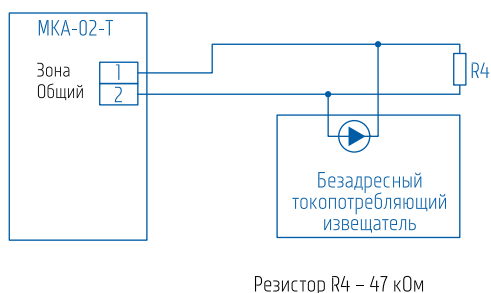 МКА-02-Т
Зона 1
Общий 2
R4
Безадресный
токопотребляющий
извещатель
Резистор R4 – 47 кОм